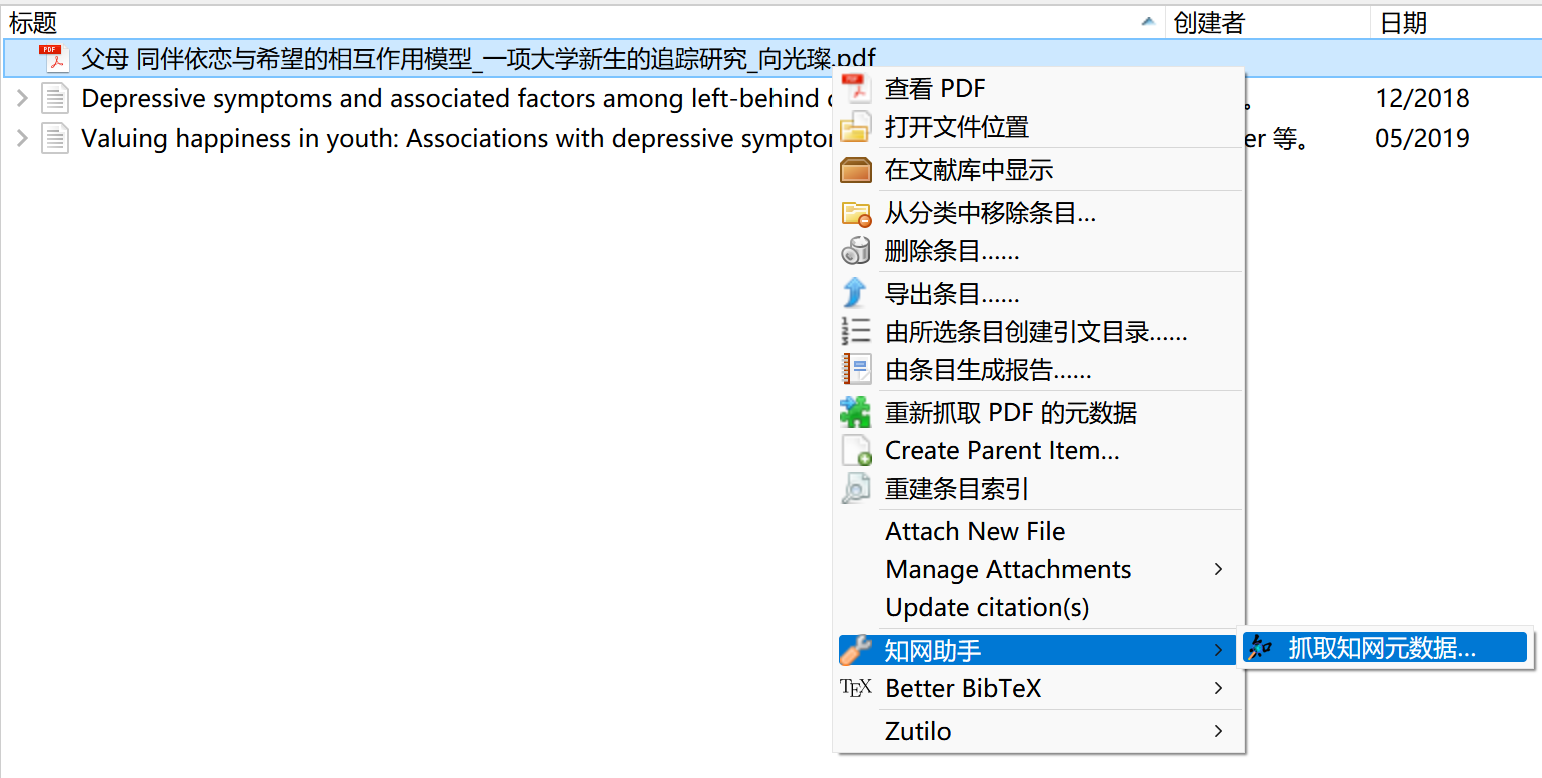 标题 创建者 日期
父母 同伴依恋与希望的相互作用模型_一项大学新生的追踪研究_向光璨.pdf
Depressive symptoms and associated factors among left-behind 12/2018
Valuing happiness in youth: Associations with depressive er 等。 05/2019
查看 PDF
打开文件位置
在文献库中显示
从分类中移除条目...
删除条目......
导出条目......
由所选条目创建引文目录......
由条目生成报告......
重新抓取 PDF 的元数据
Create Parent Item...
重建条目索引
Attach New File
Manage Attachments
Update citation(s)
知网助手 知 抓取知网元数据...
TEX Better BibTeX
Zutilo